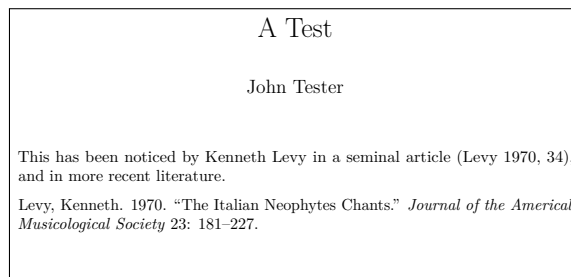 A Test
John Tester
This has been noticed by Kenneth Levy in a seminal article (Levy 1970, 34),
and in more recent literature.
Levy, Kenneth. 1970. “The Italian Neophytes Chants.” Journal of the American
Musicological Society 23: 181–227.